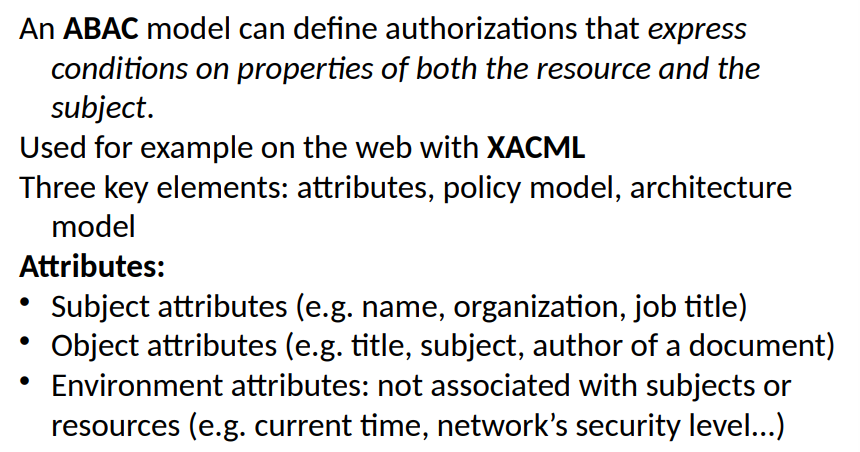 An ABAC model can define authorizations that express
conditions on properties of both the resource and the
subject.
Used for example on the web with XACML
Three key elements: attributes, policy model, architecture
model
Attributes:
• Subject attributes (e.g. name, organization, job title)
• Object attributes (e.g. title, subject, author of a document)
• Environment attributes: not associated with subjects or
resources (e.g. current time, network’s security level...)